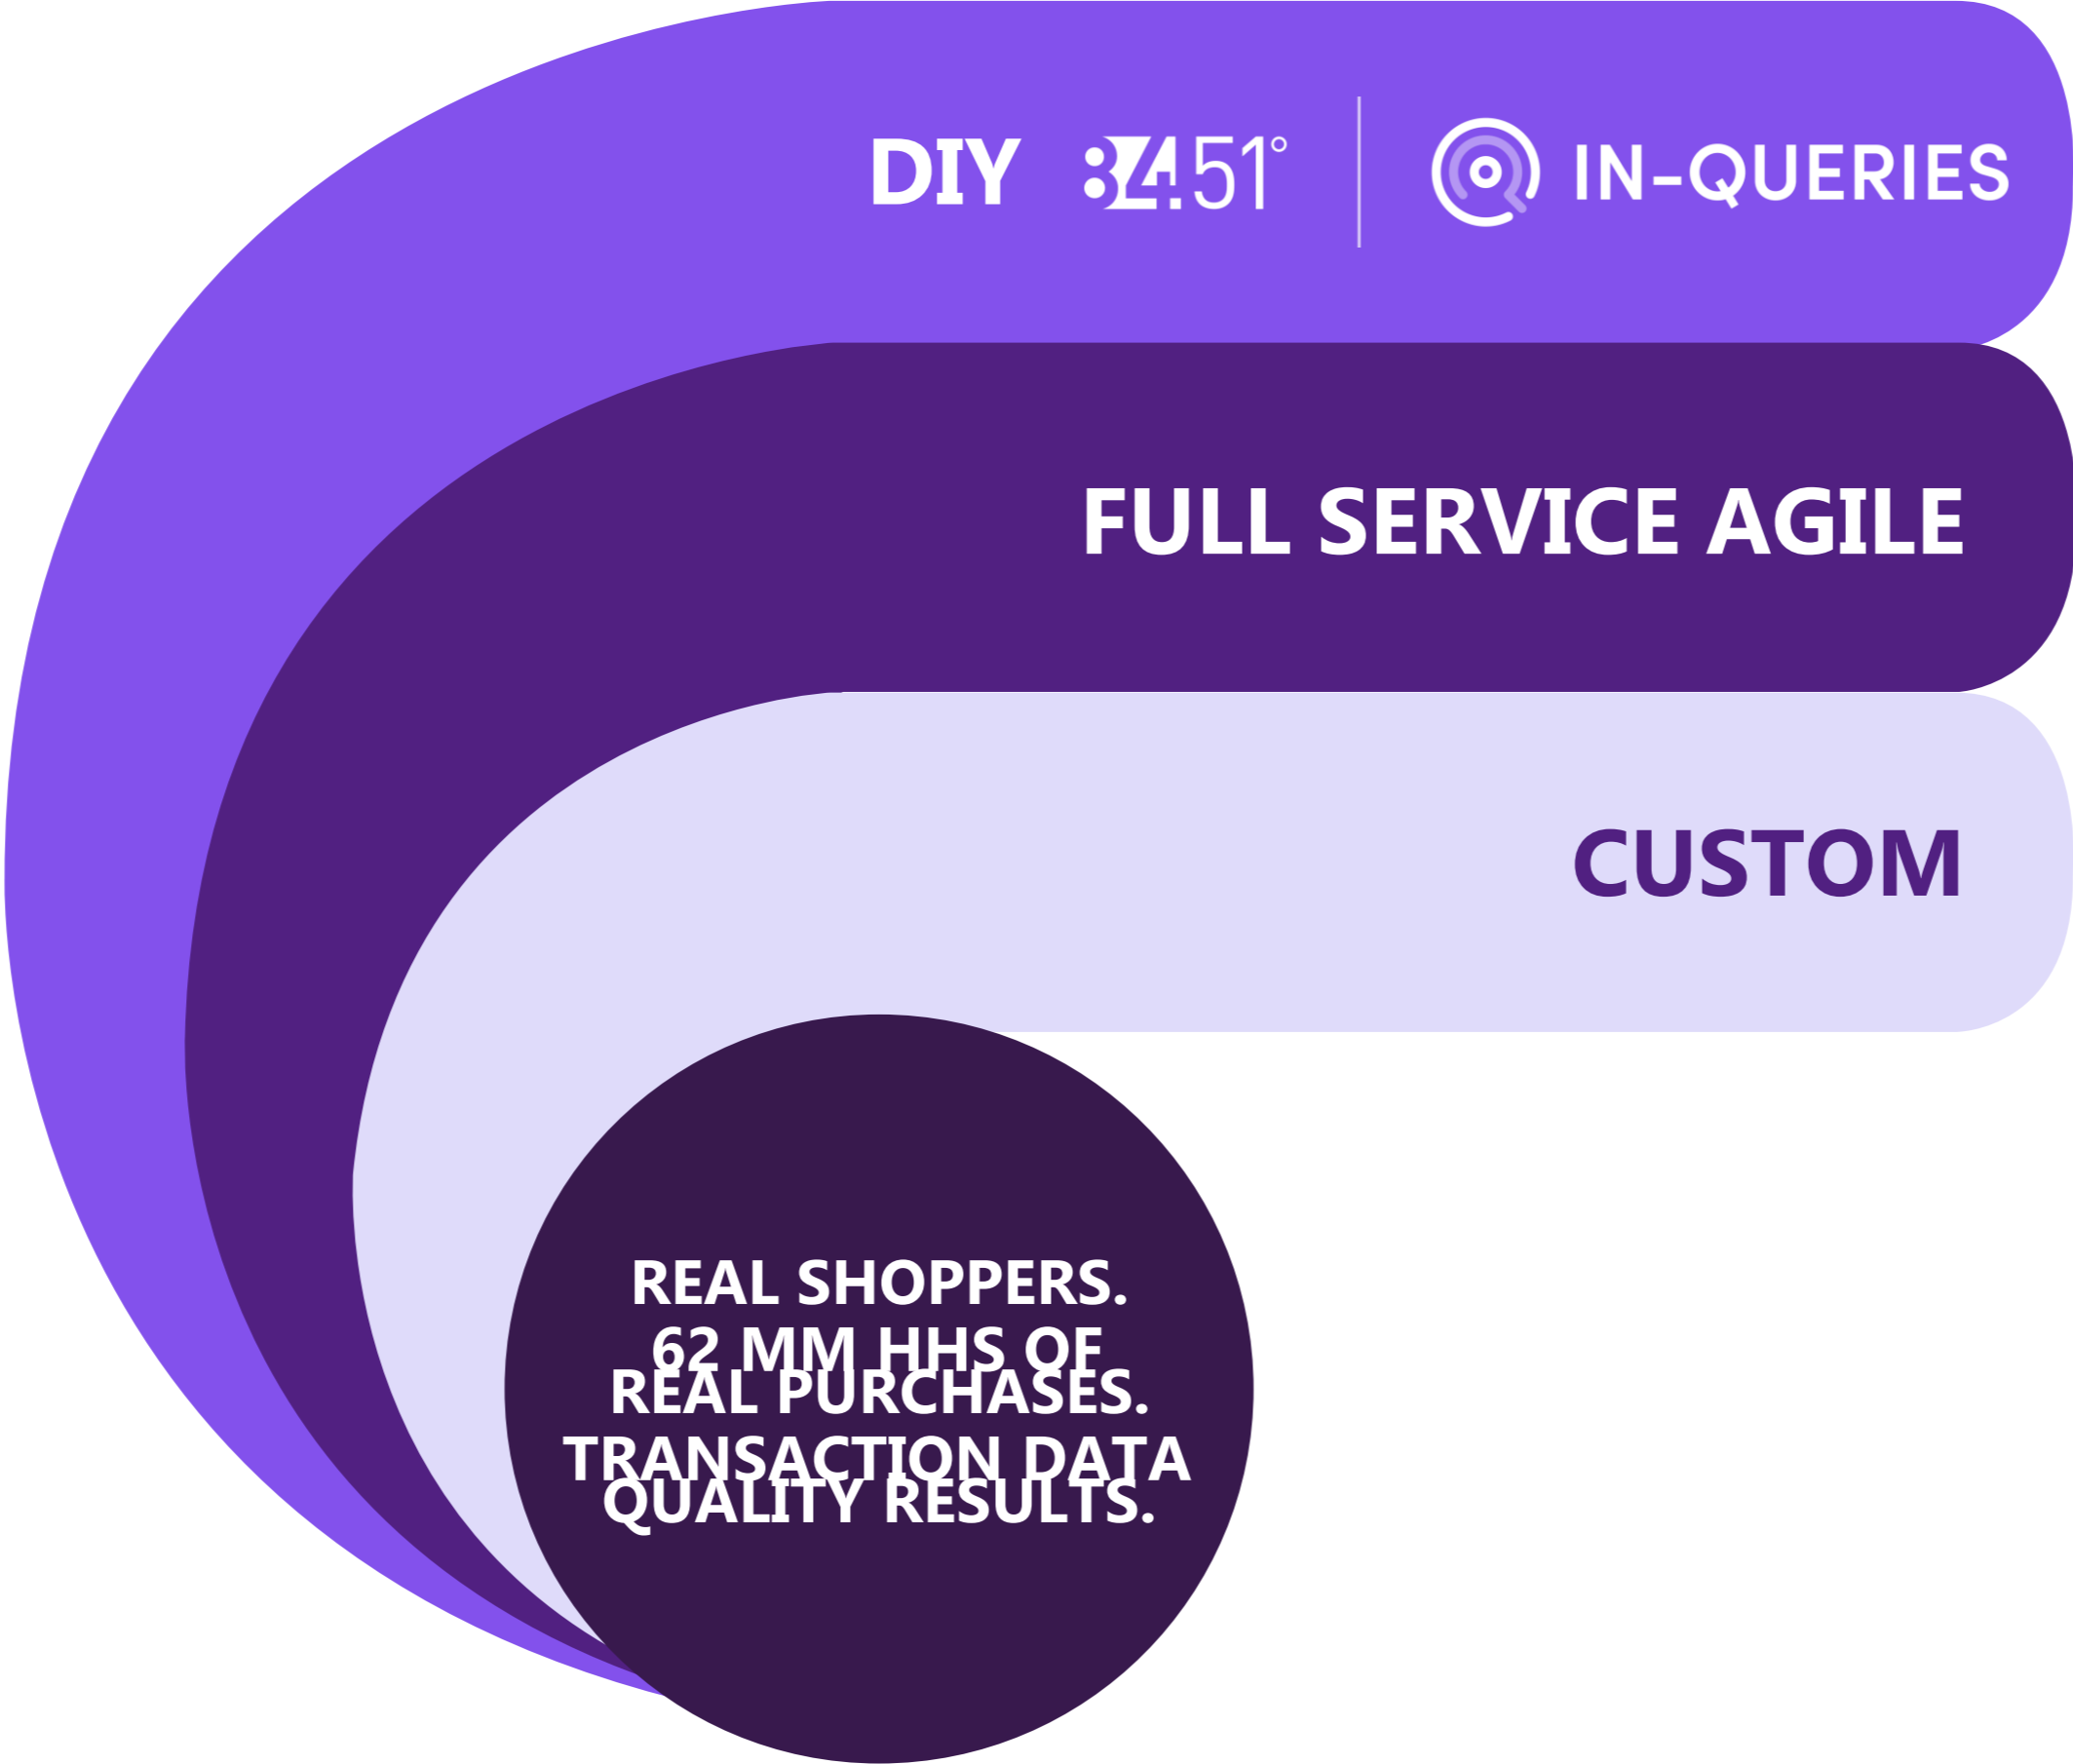 DIY 84.51° IN-QUERIES
FULL SERVICE AGILE
CUSTOM
REAL SHOPPERS.
62 MM HHS OF
REAL PURCHASES.
TRANSACTION DATA
QUALITY RESULTS.